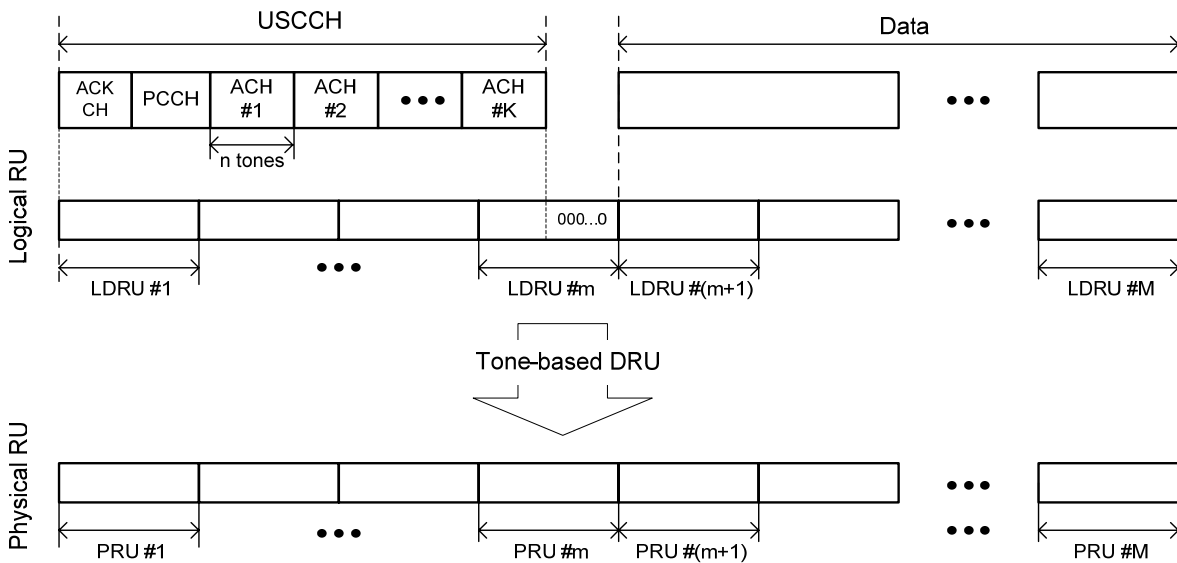 USCCH
Data
ACK
CH
PCCH
ACH
#1
ACH
#2
ACH
#K
n tones
Logical RU
000...0
LDRU #1
LDRU #m
LDRU #(m+1)
LDRU #M
Tone-based DRU
Physical RU
PRU #1
PRU #m
PRU #(m+1)
PRU #M